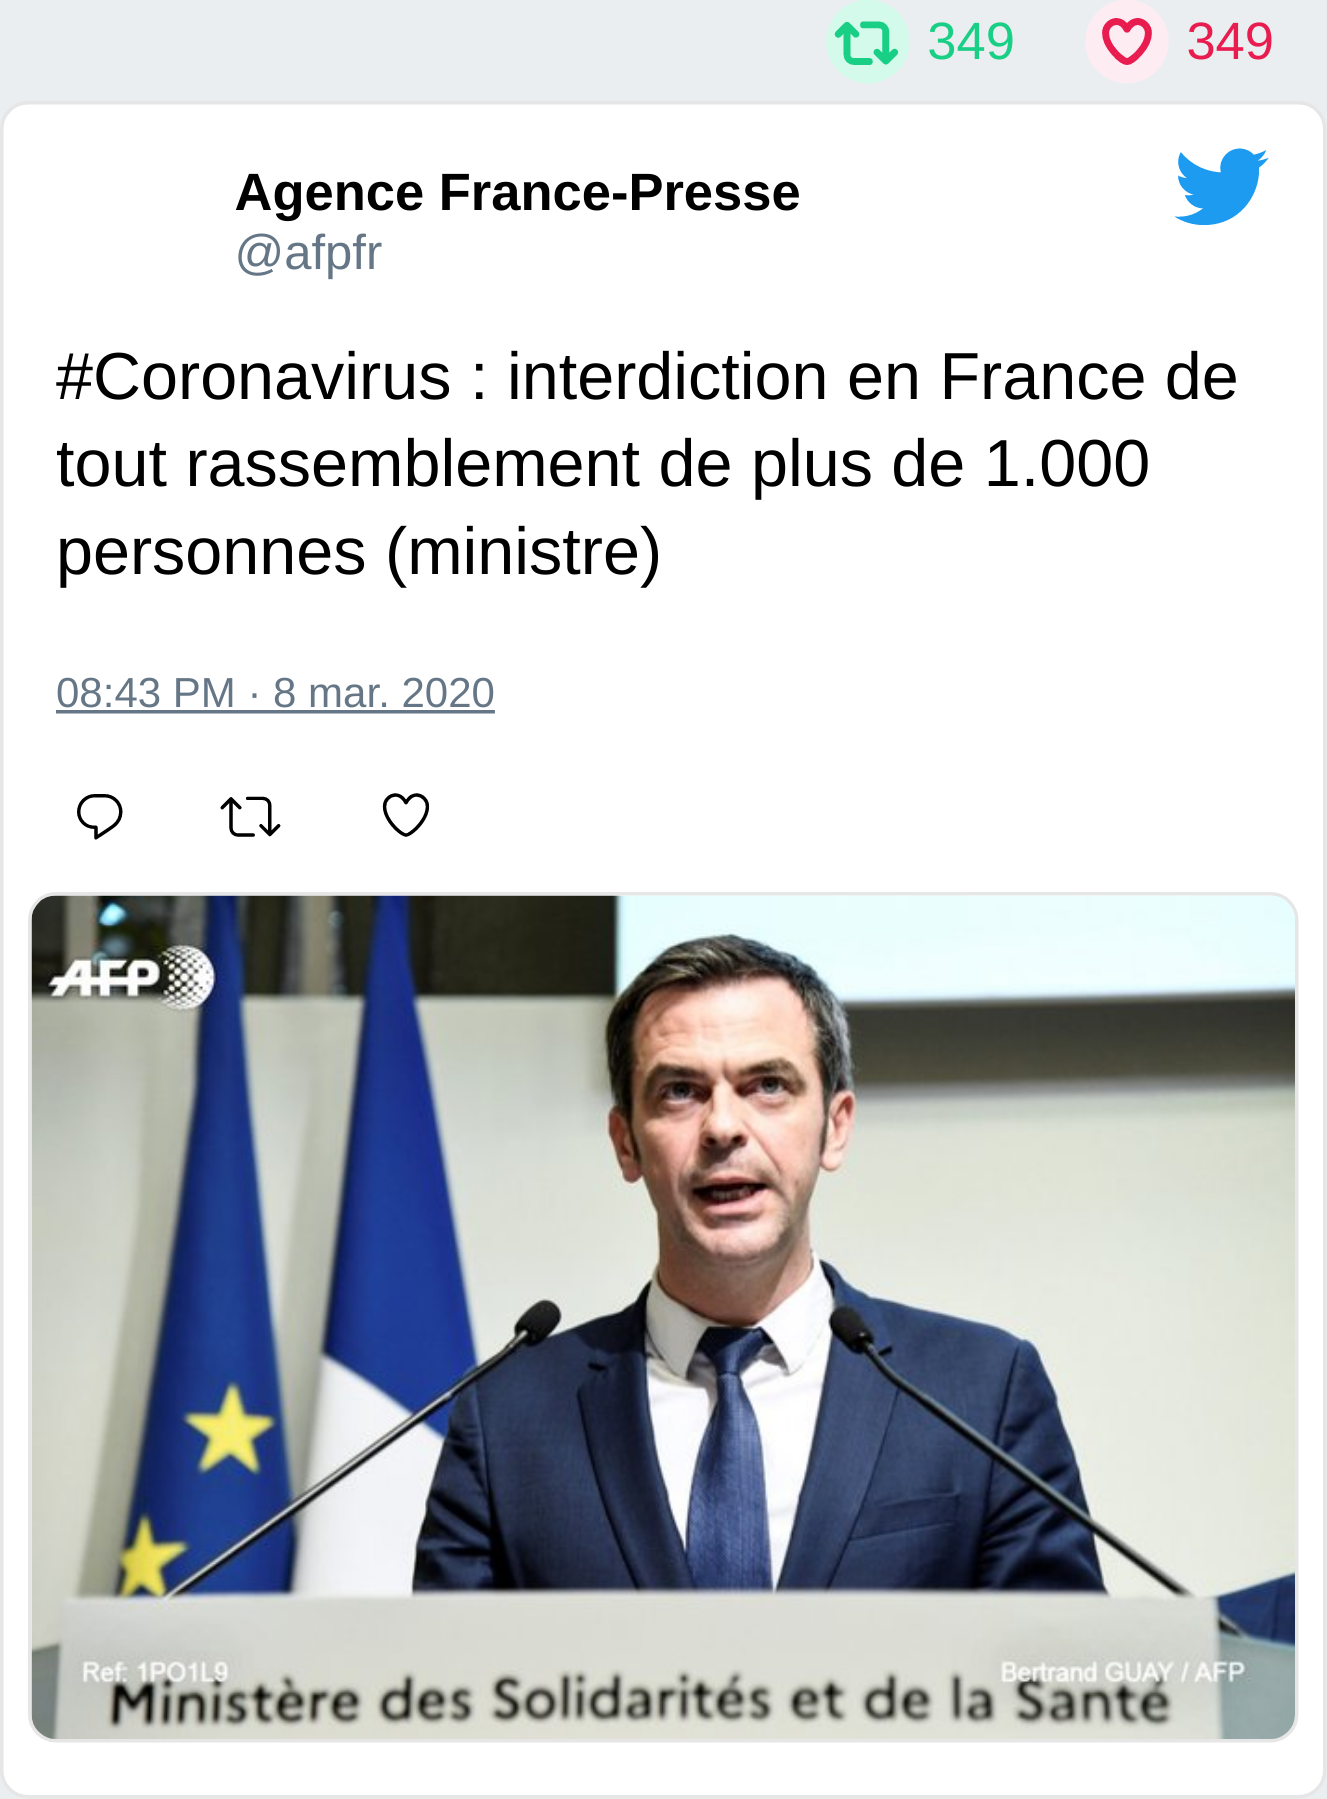 349 349
Agence France-Presse
@afpfr
#Coronavirus : interdiction en France de
tout rassemblement de plus de 1.000
personnes (ministre)
08:43 PM · 8 mar. 2020
AFP
Ref: 1PO1L9
Bertrand GUAY / AFP
Ministère des Solidarités et de la Santé